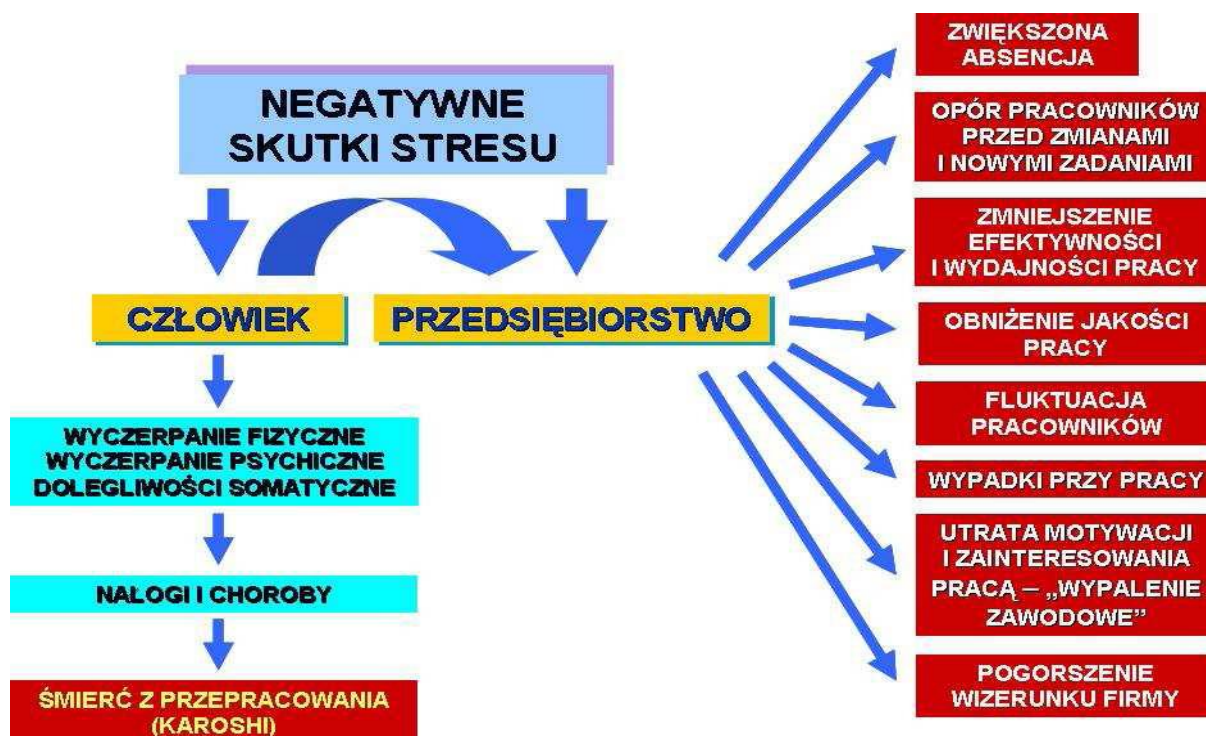 NEGATYWNE
SKUTKI STRESU
CZŁOWIEK
PRZEDSIĘBIORSTWO
WYCZERPANIE FIZYCZNE
WYCZERPANIE PSYCHICZNE
DOLEGLIWOŚCI SOMATYCZNE
NAŁOGI I CHOROBY
ŚMIERĆ Z PRZEPRACOWANIA
(KAROSHI)
ZWIĘKSZONA
ABSENCJA
OPÓR PRACOWNIKÓW
PRZED ZMIANAMI
I NOWYMI ZADANIAMI
ZMNIEJSZENIE
EFEKTYWNOŚCI
I WYDAJNOŚCI PRACY
OBNIŻENIE JAKOŚCI
PRACY
FLUKTUACJA
PRACOWNIKÓW
WYPADKI PRZY PRACY
UTRATA MOTYWACJI
I ZAINTERESOWANIA
PRACĄ – „WYPALENIE
ZAWODOWE”
POGORSZENIE
WIZERUNKU FIRMY